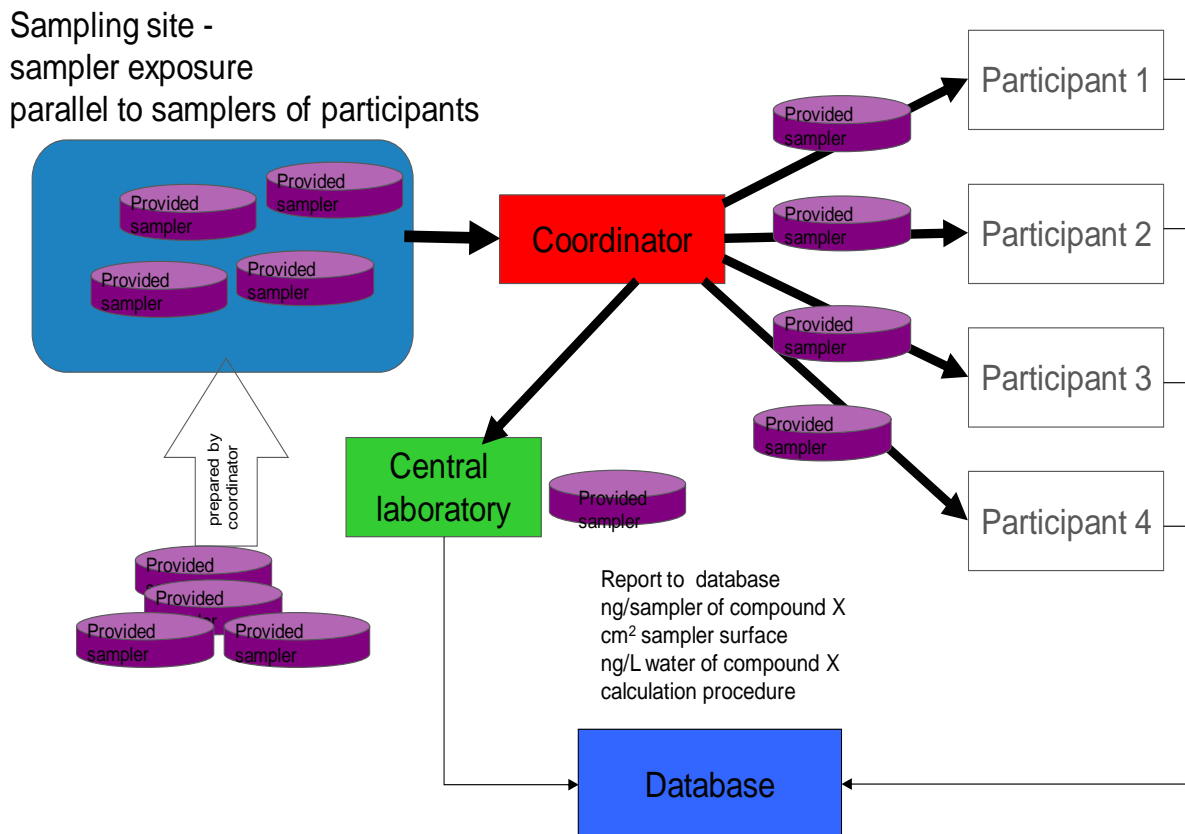 Sampling site -
sampler exposure
parallel to samplers of participants
Provided
sampler
Provided
sampler
Provided
sampler
Provided
sampler
prepared by
coordinator
Provided
Provided
Provided
sampler
Provided
sampler
Coordinator
Provided
sampler
Provided
sampler
Provided
sampler
Provided
sampler
Participant 1
Participant 2
Participant 3
Participant 4
Central
laboratory
Provided
sampler
Report to database
ng/sampler of compound X
cm² sampler surface
ng/L water of compound X
calculation procedure
Database